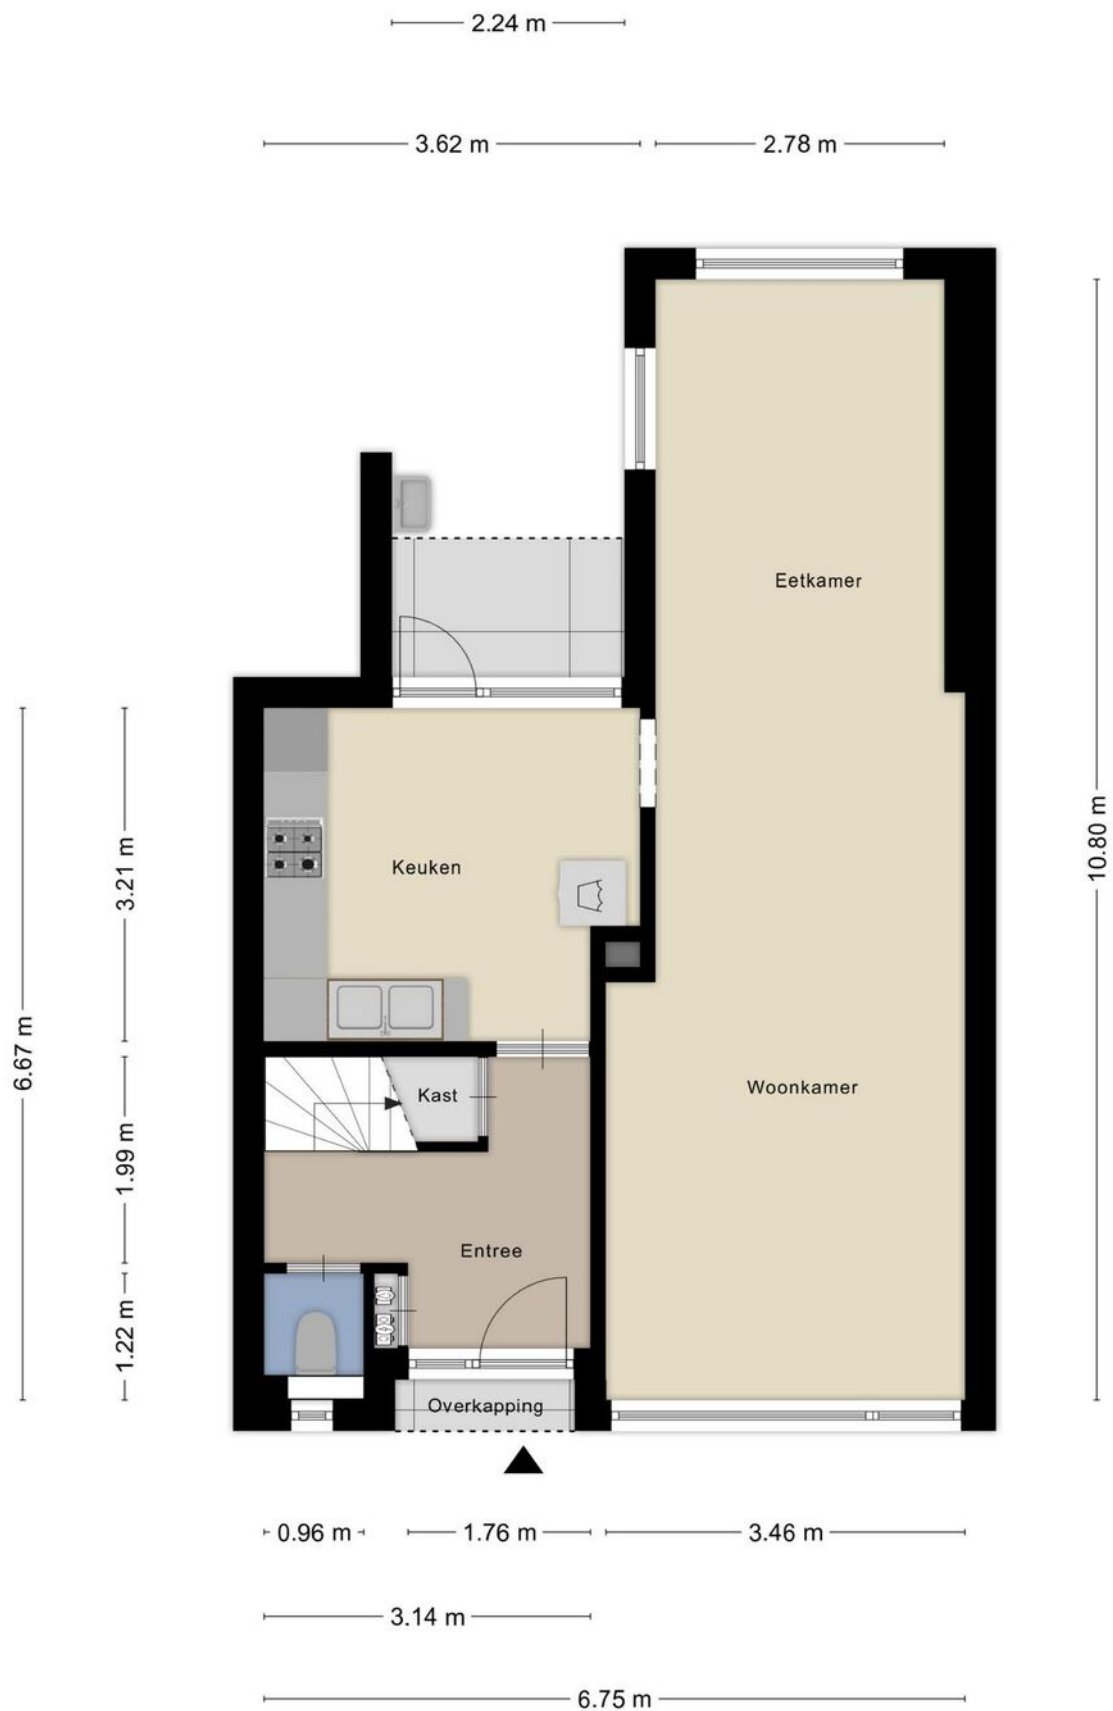 2.24 m
3.62 m
2.78 m
Eetkamer
10.80 m
3.21 m
Keuken
6.67 m
Kast
Woonkamer
1.99 m
Entree
1.22 m
Overkapping
0.96 m
1.76 m
3.46 m
3.14 m
6.75 m